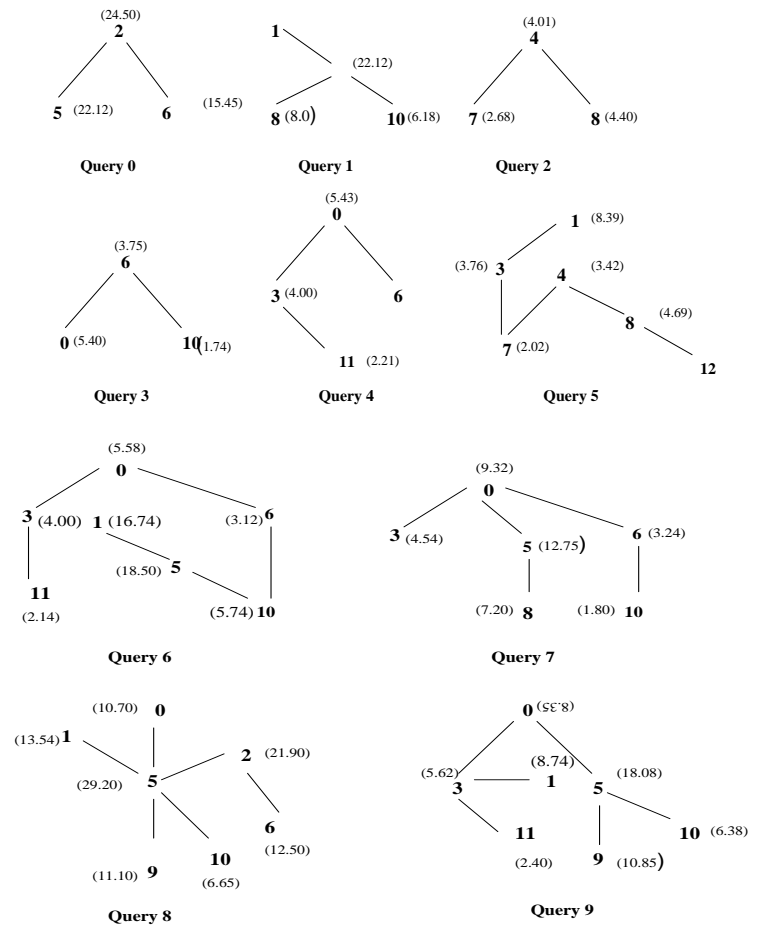 (24.50)
2
5 (22.12) 6
Query 0
1
(22.12)
(15.45) 8 (8.0) 10 (6.18)
Query 1
(4.01)
4
7 (2.68) 8 (4.40)
Query 2
(3.75)
6
0 (5.40) 10 (1.74)
Query 3
(5.43)
0
3 (4.00) 6
11 (2.21)
Query 4
1 (8.39)
(3.76) 3 4 (3.42)
8 (4.69)
7 (2.02)
12
Query 5
(5.58)
0
3 (4.00) 1 (16.74) (3.12) 6
(18.50) 5
11
(2.14) (5.74) 10
Query 6
(9.32)
0
3 (4.54) 5 (12.75) 6 (3.24)
(7.20) 8 (1.80) 10
Query 7
(10.70) 0
(13.54) 1
2 (21.90)
(29.20) 5
6
(12.50)
(11.10) 9 10
(6.65)
Query 8
0 (8.35)
(5.62) (8.74)
3 1 5 (18.08)
11 10 (6.38)
(2.40) 9 (10.85)
Query 9